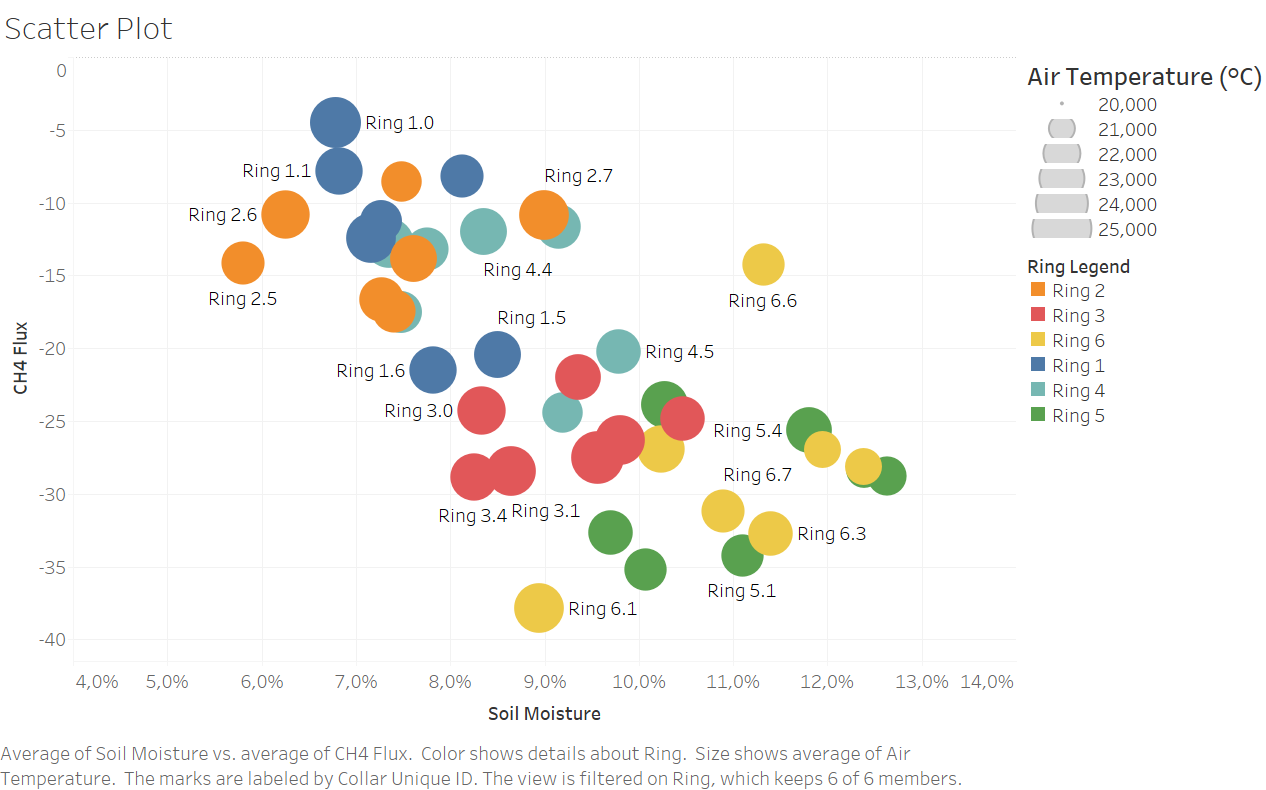 Scatter Plot
0
-5
-10
-15
-20
-25
-30
-35
-40
CH4 Flux
Ring 1.0
Ring 1.1
Ring 2.7
Ring 2.6
Ring 4.4
Ring 2.5
Ring 6.6
Ring 1.5
Ring 4.5
Ring 1.6
Ring 3.0
Ring 5.4
Ring 6.7
Ring 3.4
Ring 3.1
Ring 6.3
Ring 5.1
Ring 6.1
4,0% 5,0% 6,0% 7,0% 8,0% 9,0% 10,0% 11,0% 12,0% 13,0% 14,0%
Soil Moisture
Air Temperature (°C)
20,000
21,000
22,000
23,000
24,000
25,000
Ring Legend
Ring 2
Ring 3
Ring 6
Ring 1
Ring 4
Ring 5
Average of Soil Moisture vs. average of CH4 Flux. Color shows details about Ring. Size shows average of Air
Temperature. The marks are labeled by Collar Unique ID. The view is filtered on Ring, which keeps 6 of 6 members.